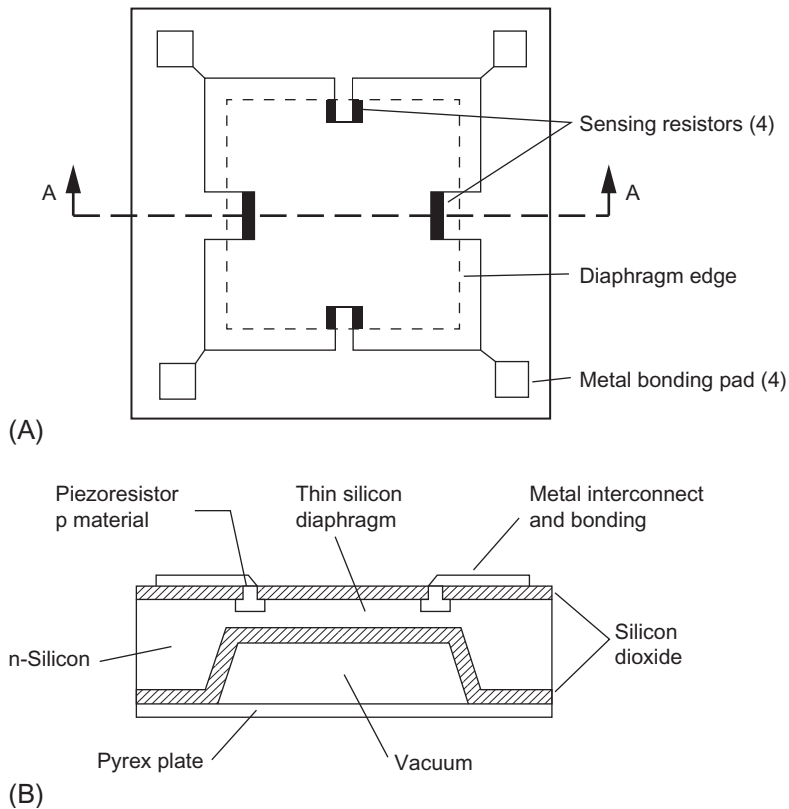 Sensing resistors (4)
A
A
Diaphragm edge
Metal bonding pad (4)
(A)
Piezoresistor
p material
Thin silicon
diaphragm
Metal interconnect
and bonding
n-Silicon
Silicon
dioxide
Pyrex plate
Vacuum
(B)